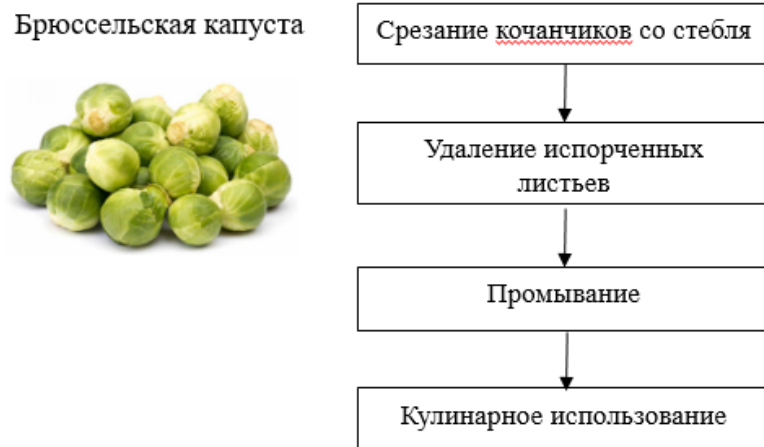 Брюссельская капуста
Срезание кочанчиков со стебля
Удаление испорченных
листьев
Промывание
Кулинарное использование